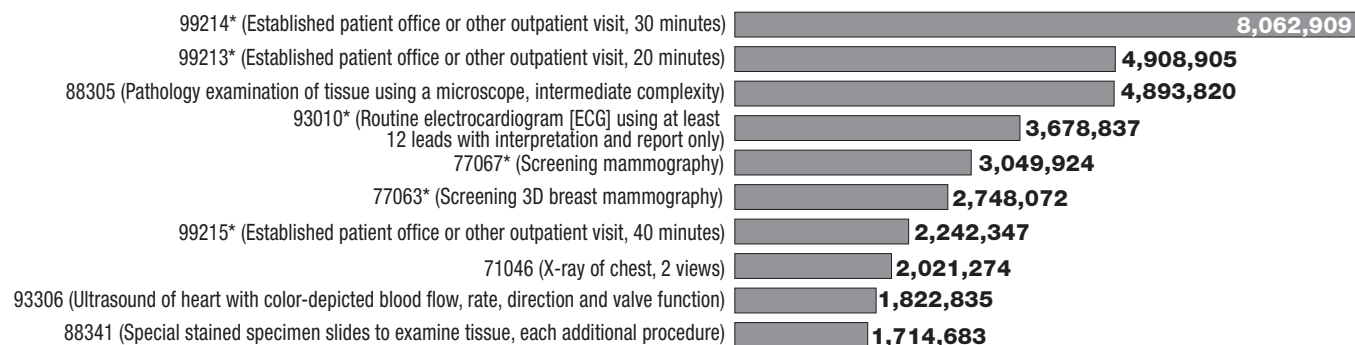 99214* (Established patient office or other outpatient visit, 30 minutes) 8,062,909
99213* (Established patient office or other outpatient visit, 20 minutes) 4,908,905
88305 (Pathology examination of tissue using a microscope, intermediate complexity) 4,893,820
93010* (Routine electrocardiogram [ECG] using at least
12 leads with interpretation and report only) 3,678,837
77067* (Screening mammography) 3,049,924
77063* (Screening 3D breast mammography) 2,748,072
99215* (Established patient office or other outpatient visit, 40 minutes) 2,242,347
71046 (X-ray of chest, 2 views) 2,021,274
93306 (Ultrasound of heart with color-depicted blood flow, rate, direction and valve function) 1,822,835
88341 (Special stained specimen slides to examine tissue, each additional procedure) 1,714,683